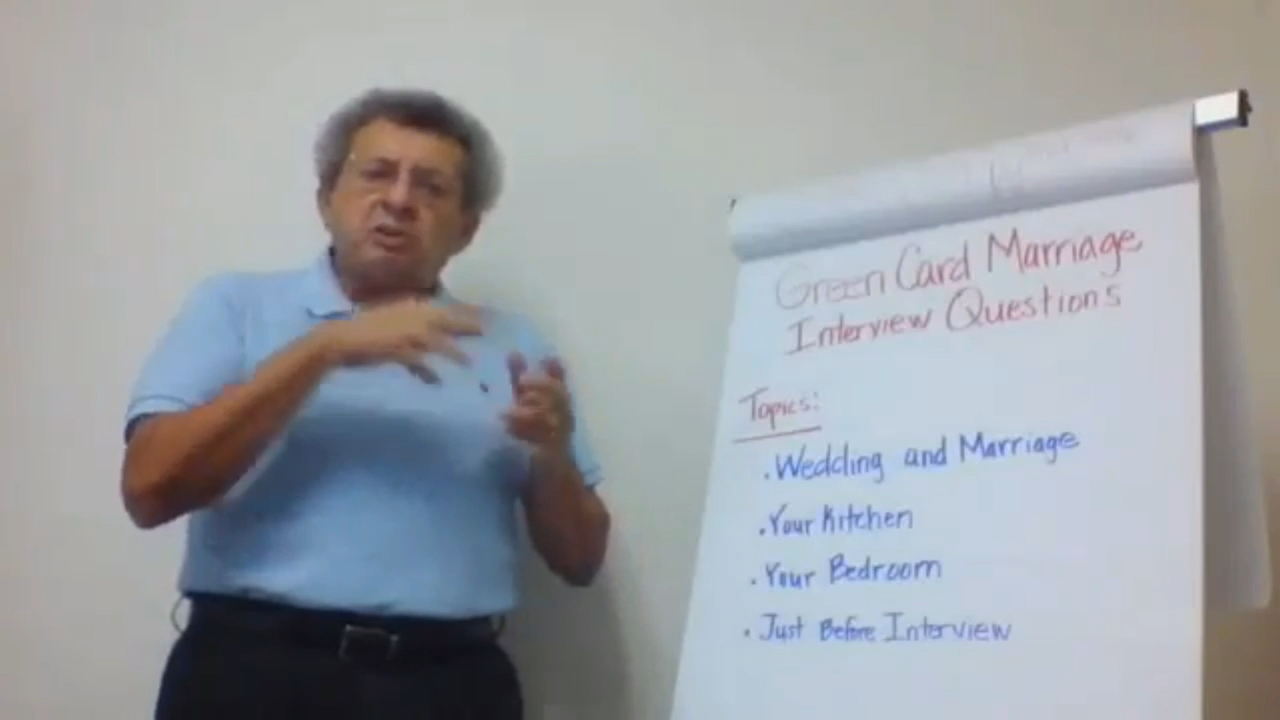 Green Card Marriage
Interview Questions
Topics:
. Wedding and Marriage
. Your Kitchen
. Your Bedroom
. Just Before Interview